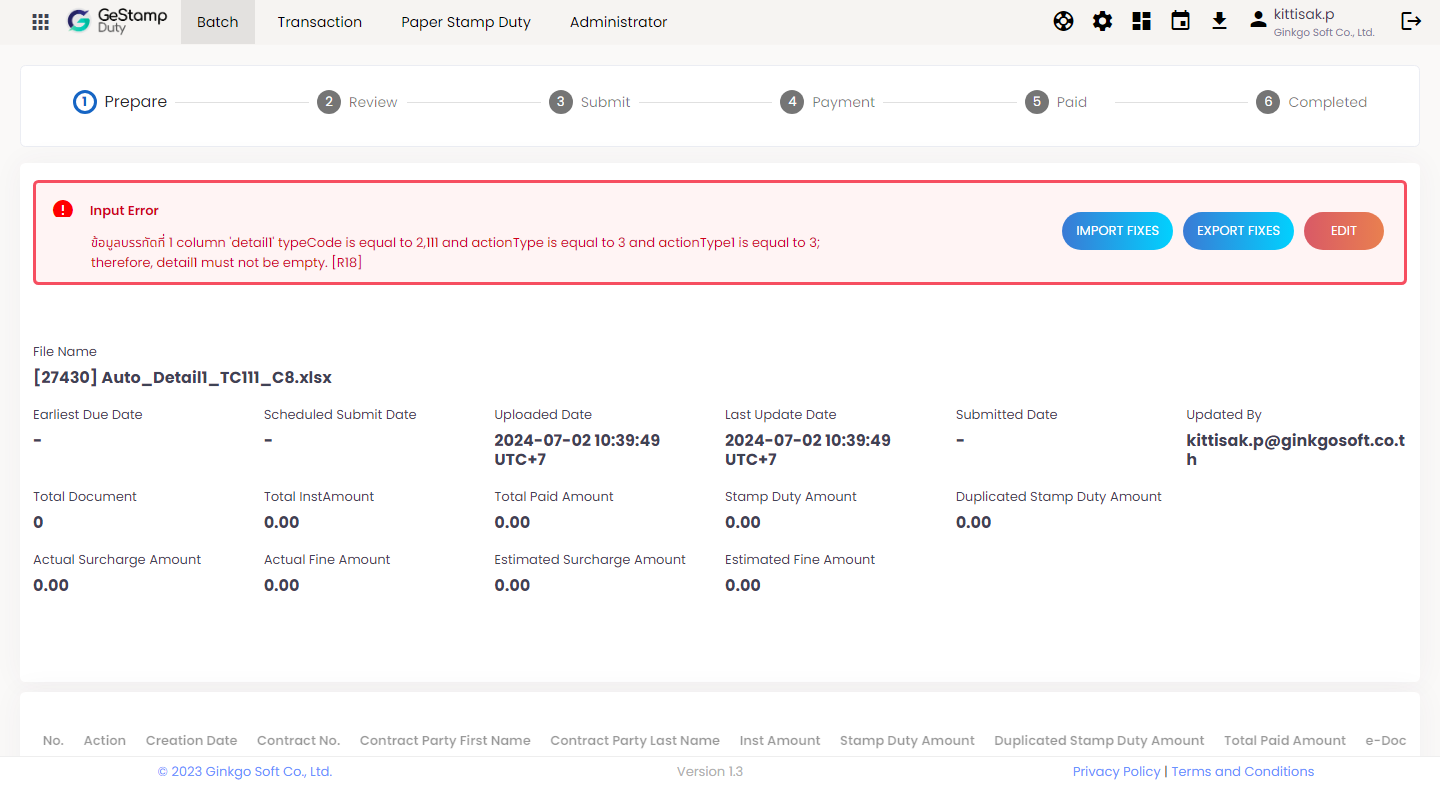 GeStamp
Duty
Batch
Transaction
Paper Stamp Duty
Administrator
kittisak.p
Ginkgo Soft Co., Ltd.
1 Prepare
2 Review
3 Submit
4 Payment
5 Paid
6 Completed
Input Error
ข้อมูลบรรทัดที่ 1 column 'detail1' typeCode is equal to 2,111 and actionType is equal to 3 and actionType1 is equal to 3;
therefore, detail1 must not be empty. [R18]
IMPORT FIXES
EXPORT FIXES
EDIT
File Name
[27430] Auto_Detail1_TC111_C8.xlsx
Earliest Due Date
-
Scheduled Submit Date
-
Uploaded Date
2024-07-02 10:39:49
UTC+7
Last Update Date
2024-07-02 10:39:49
UTC+7
Submitted Date
-
Updated By
kittisak.p@ginkgosoft.co.t
h
Total Document
0
Total InstAmount
0.00
Total Paid Amount
0.00
Stamp Duty Amount
0.00
Duplicated Stamp Duty Amount
0.00
Actual Surcharge Amount
0.00
Actual Fine Amount
0.00
Estimated Surcharge Amount
0.00
Estimated Fine Amount
0.00
No. Action Creation Date Contract No. Contract Party First Name Contract Party Last Name Inst Amount Stamp Duty Amount Duplicated Stamp Duty Amount Total Paid Amount e-Doc
© 2023 Ginkgo Soft Co., Ltd.
Version 1.3
Privacy Policy | Terms and Conditions